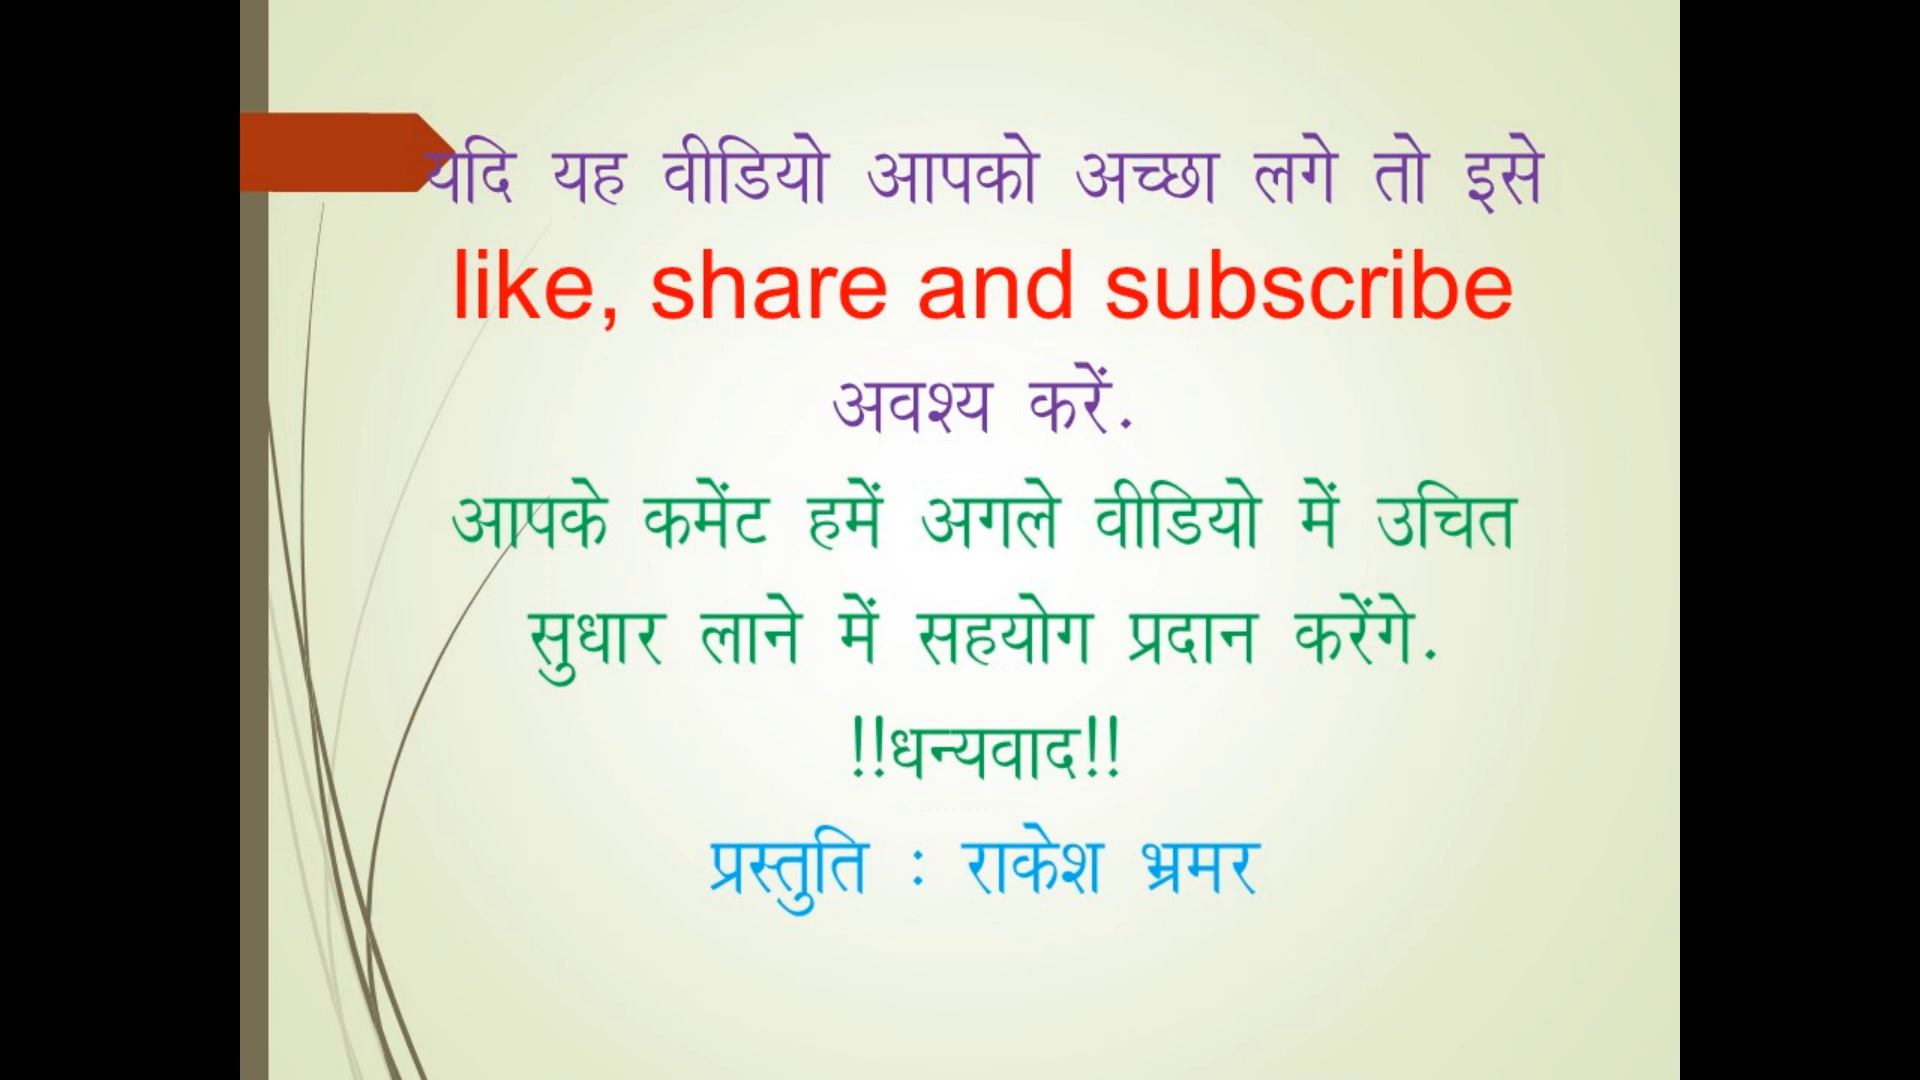 यदि यह वीडियो आपको अच्छा लगे तो इसे
like, share and subscribe
अवश्य करें.
आपके कमेंट हमें अगले वीडियो में उचित
सुधार लाने में सहयोग प्रदान करेंगे.
!!धन्यवाद!!
प्रस्तुति : राकेश भ्रमर